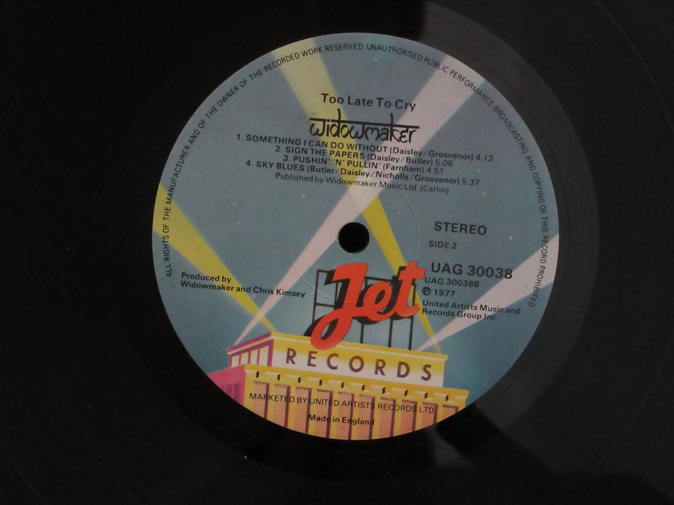 ALL RIGHTS OF THE MANUFACTURER AND OF THE OWNER OF THE RECORDED WORK RESERVED. UNAUTHORISED PUBLIC PERFORMANCE, BROADCASTING AND COPYING OF THIS RECORD PROHIBITED
Too Late To Cry
widowmaker
1. SOMETHING I CAN DO WITHOUT (Daisley/Grosvenor) 4.12
2. SIGN THE PAPERS (Daisley/Butler) 5.08
3. PUSHIN' 'N' PULLIN' (Farnham) 4.51
4. SKY BLUES (Butler/Daisley/Nicholls/Grosvenor) 5.37
Published by Widowmaker Music Ltd. (Carlin)
STEREO
SIDE 2
UAG 30038
UAG 30038B
℗ 1977
United Artists Music and
Records Group Inc.
Produced by
Widowmaker and Chris Kimsey
Jet
RECORDS
MARKETED BY UNITED ARTISTS RECORDS LTD
Made in England